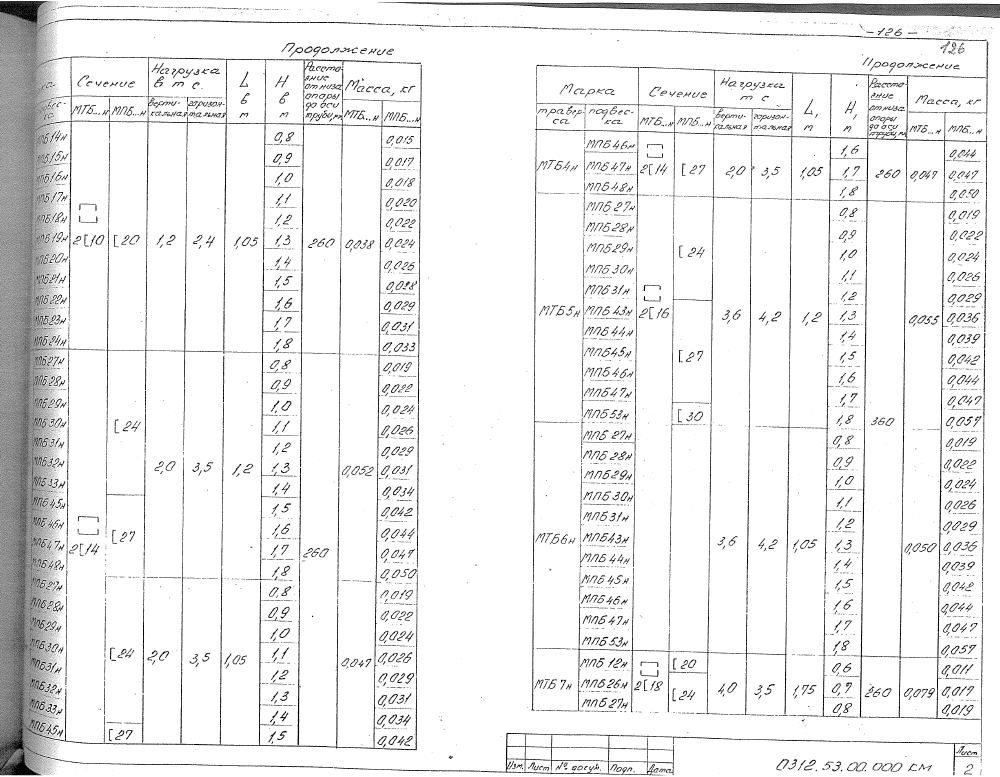 -126-
126
Продолжение
Сечение
Нагрузка в т с.
L в т
Н в т
Расстояние от низа опоры до оси трубы,мм
Масса, кг
МТБ...н МПБ...н вертикальная горизонтальная МТБ...н МПБ...н
МПБ14н 0,8 0,015
МПБ15н 0,9 0,017
МПБ16н 1,0 0,018
МПБ17н 1,1 0,020
МПБ18н 1,2 0,022
МПБ19н 2[10 [20 1,2 2,4 1,05 1,3 260 0,038 0,024
МПБ20н 1,4 0,026
МПБ21н 1,5 0,028
МПБ22н 1,6 0,029
МПБ23н 1,7 0,031
МПБ24н 1,8 0,033
МПБ27н 0,8 0,019
МПБ28н 0,9 0,022
МПБ29н 1,0 0,024
МПБ30н [24 1,1 0,026
МПБ31н 1,2 0,029
МПБ32н 2,0 3,5 1,2 1,3 0,052 0,031
МПБ33н 1,4 0,034
МПБ45н 1,5 0,042
МПБ46н [27 1,6 0,044
МПБ47н 2[14 1,7 260 0,047
МПБ48н 1,8 0,050
МПБ27н 0,8 0,019
МПБ28н 0,9 0,022
МПБ29н 1,0 0,024
МПБ30н [24 2,0 3,5 1,05 1,1 0,047 0,026
МПБ31н 1,2 0,029
МПБ32н 1,3 0,031
МПБ33н 1,4 0,034
МПБ45н [27 1,5 0,042
Продолжение
Марка
Сечение
Нагрузка т с
L, т
Н, т
Расстояние от низа опоры до оси трубы,мм
Масса, кг
траверса подвеска МТБ...н МПБ...н вертикальная горизонтальная МТБ...н МПБ...н
МПБ46н 1,6 0,044
МТБ4н МПБ47н 2[14 [27 2,0 3,5 1,05 1,7 260 0,047 0,047
МПБ48н 1,8 0,050
МПБ27н 0,8 0,019
МПБ28н 0,9 0,022
МПБ29н [24 1,0 0,024
МПБ30н 1,1 0,026
МПБ31н 1,2 0,029
МТБ5н МПБ43н 2[16 3,6 4,2 1,2 1,3 0,055 0,036
МПБ44н 1,4 0,039
МПБ45н [27 1,5 0,042
МПБ46н 1,6 0,044
МПБ47н 1,7 0,047
МПБ53н [30 1,8 360 0,057
МПБ27н 0,8 0,019
МПБ28н 0,9 0,022
МПБ29н 1,0 0,024
МПБ30н 1,1 0,026
МПБ31н 1,2 0,029
МТБ6н МПБ43н 3,6 4,2 1,05 1,3 0,050 0,036
МПБ44н 1,4 0,039
МПБ45н 1,5 0,042
МПБ46н 1,6 0,044
МПБ47н 1,7 0,047
МПБ53н 1,8 0,057
МПБ12н [20 0,6 0,011
МТБ7н МПБ26н 2[18 [24 4,0 3,5 1,75 0,7 260 0,079 0,017
МПБ27н 0,8 0,019
Изм. Лист № докум. Подп. Дата
0312.53.00.000 КМ
Лист
2